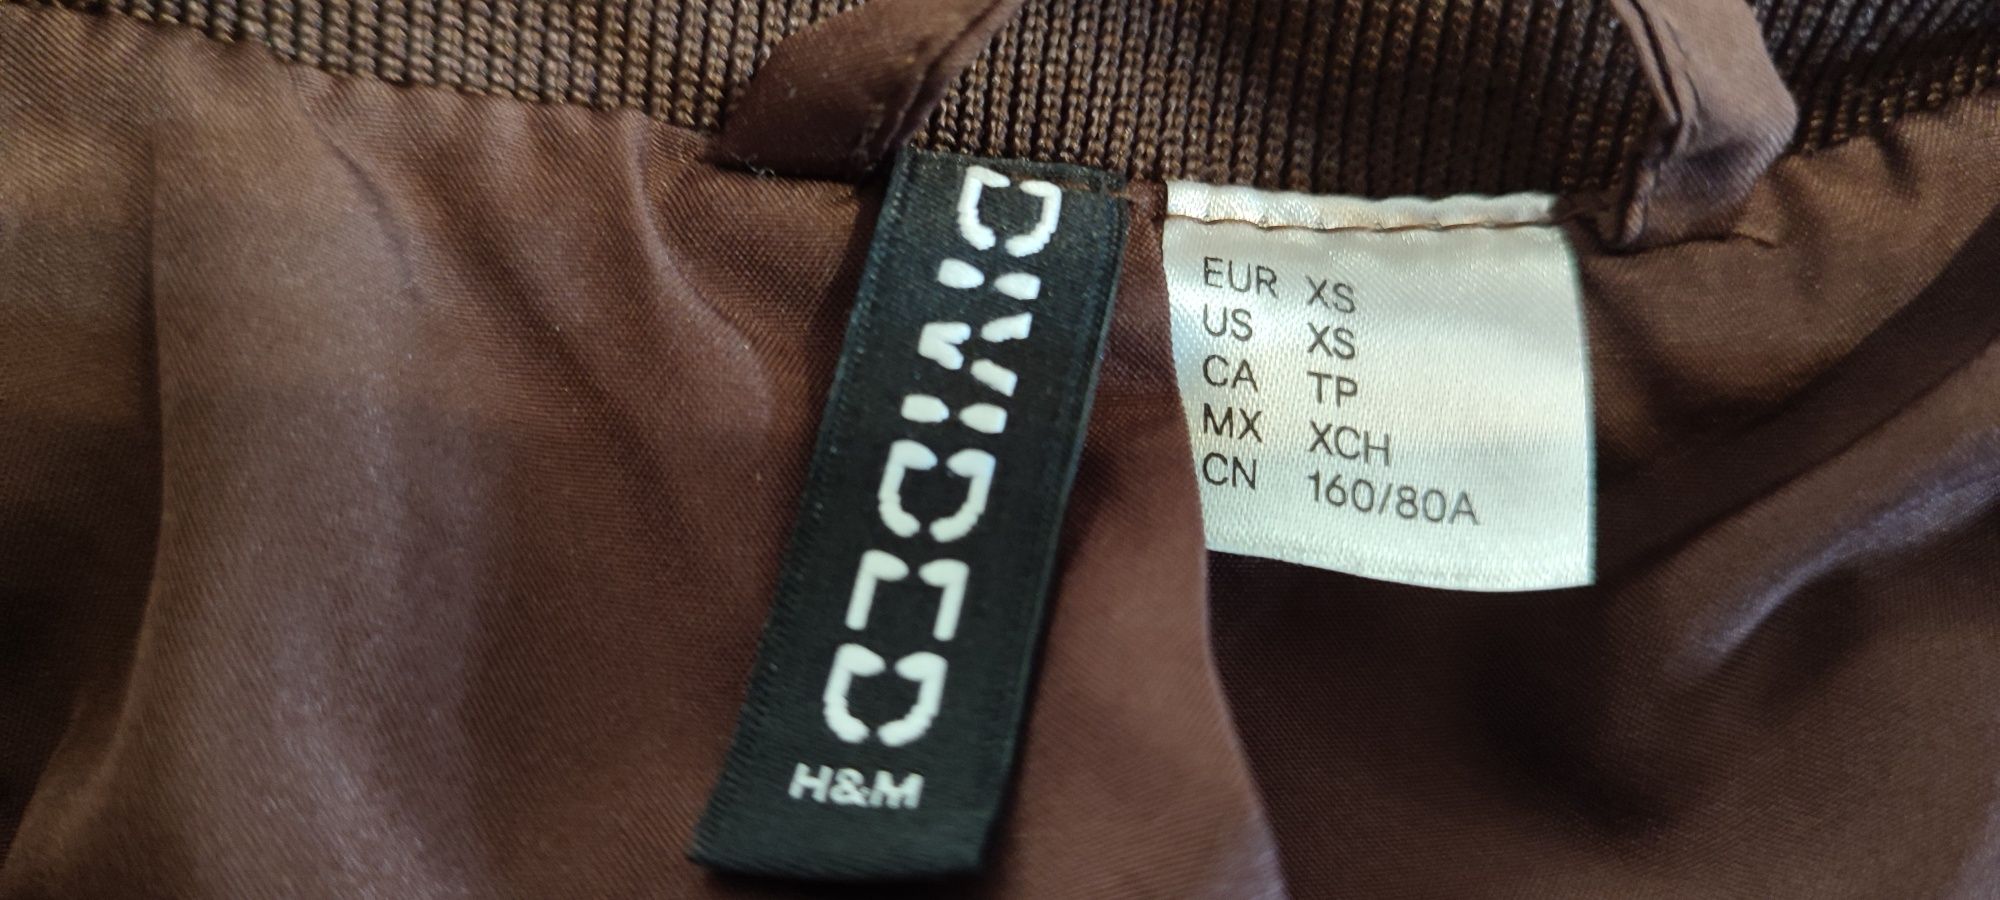 DIVIDED
H&M
EUR XS
US XS
CA TP
MX XCH
CN 160/80A